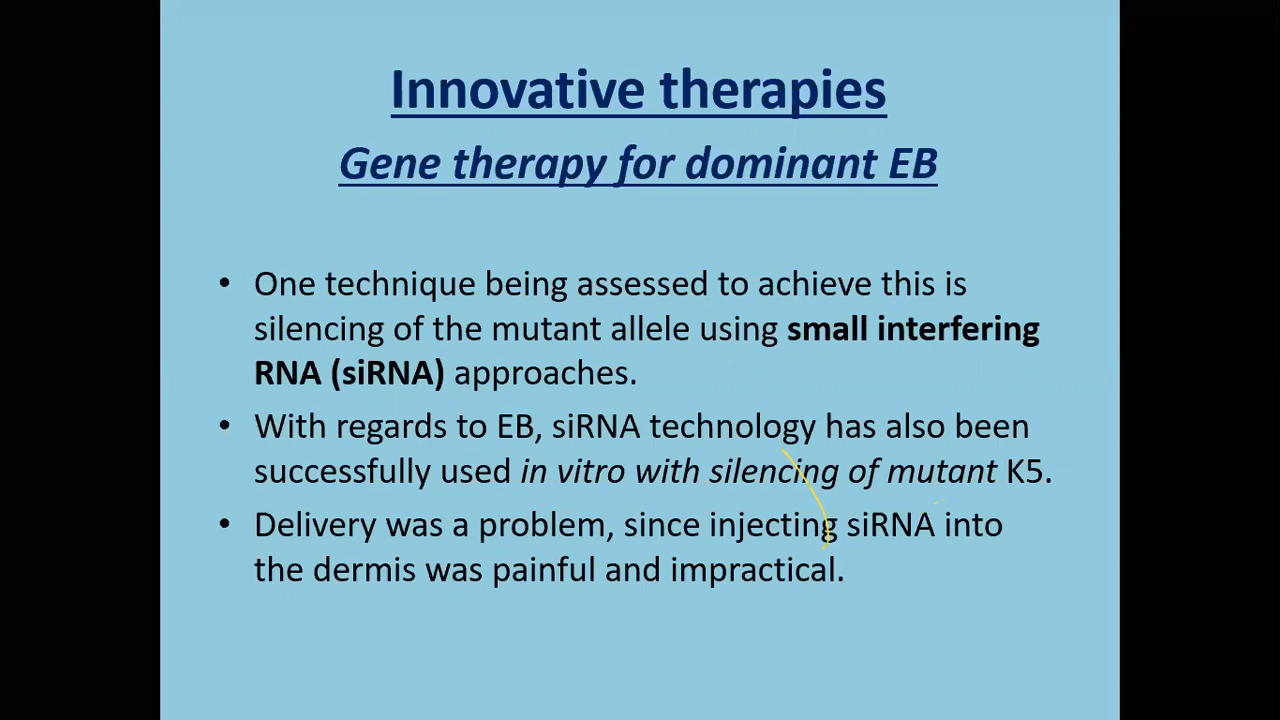 Innovative therapies
Gene therapy for dominant EB
• One technique being assessed to achieve this is
silencing of the mutant allele using small interfering
RNA (siRNA) approaches.
• With regards to EB, siRNA technology has also been
successfully used in vitro with silencing of mutant K5.
• Delivery was a problem, since injecting siRNA into
the dermis was painful and impractical.